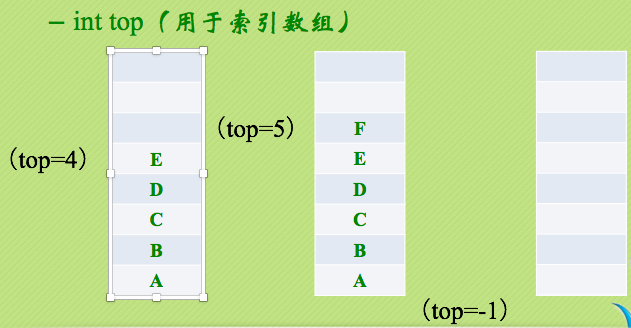 – int top（用于索引数组）
（top=4）
E
D
C
B
A
（top=5）
F
E
D
C
B
A
（top=-1）